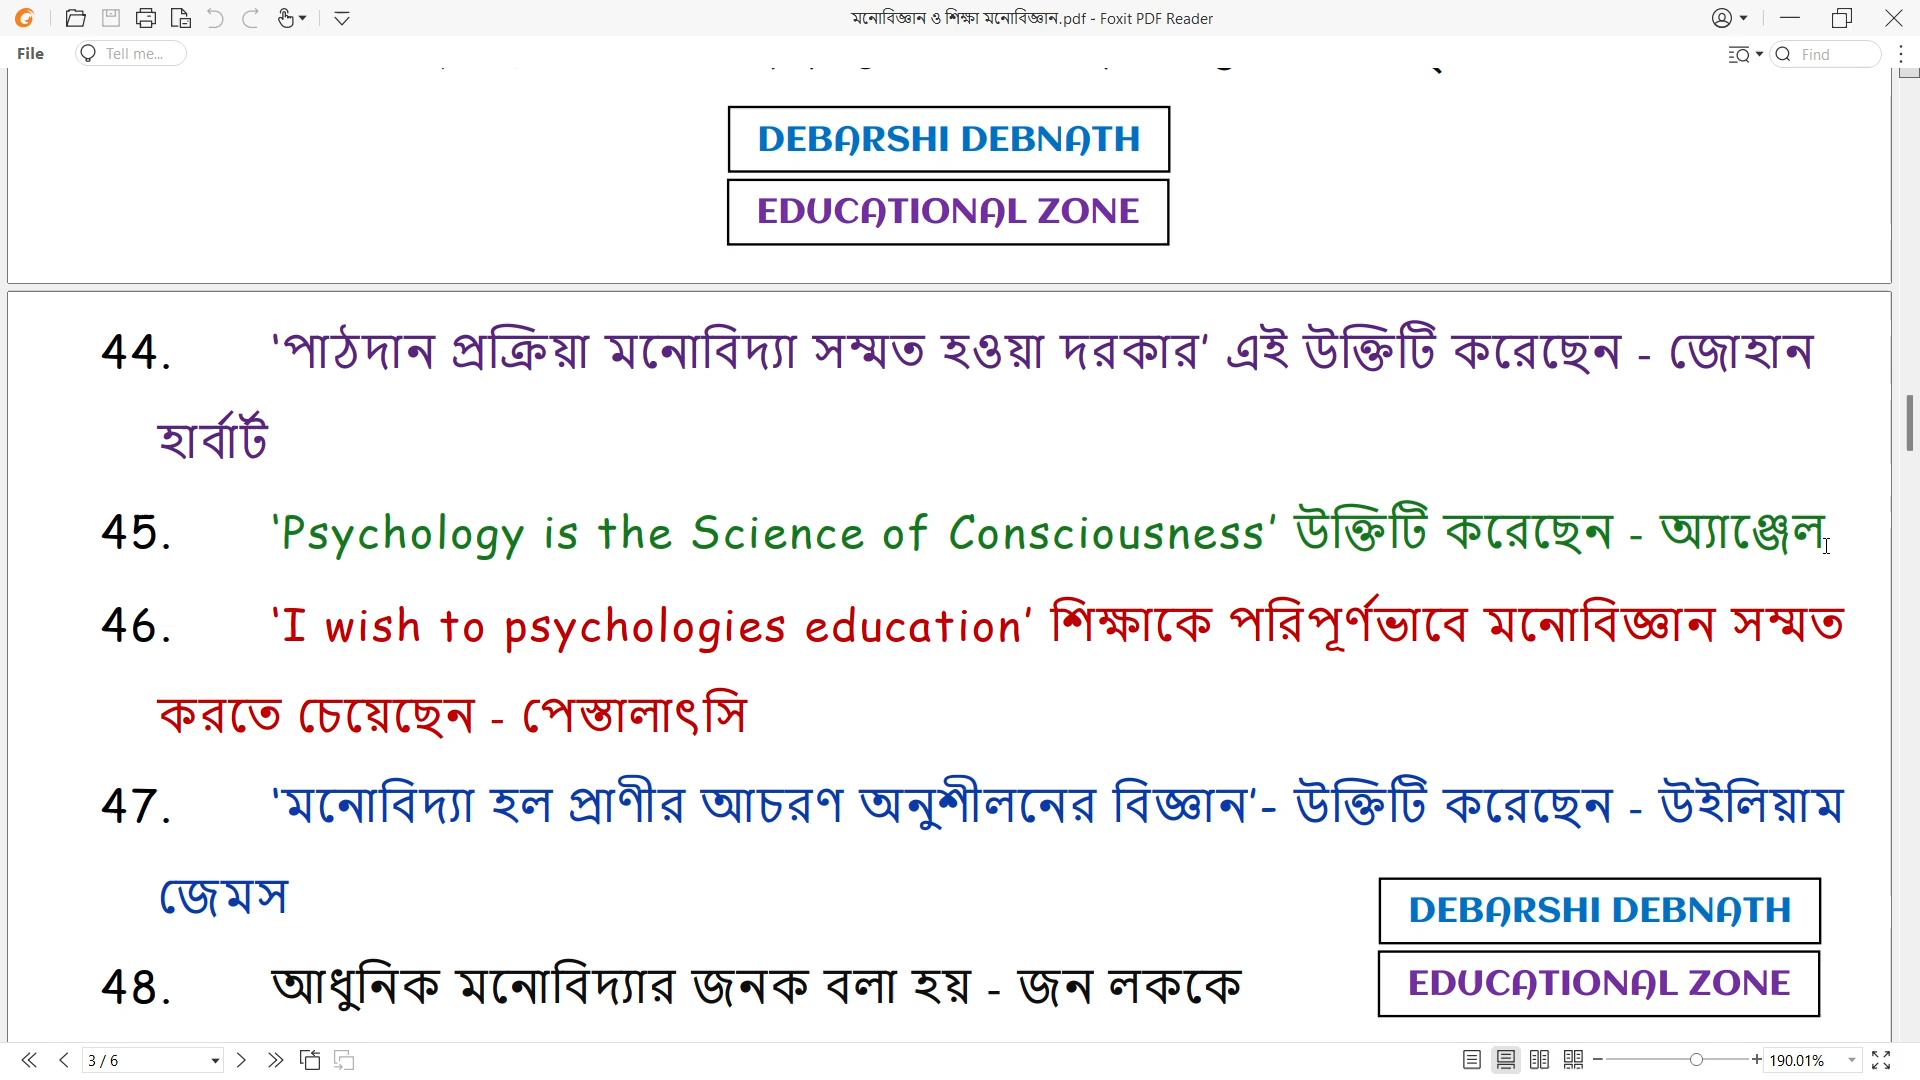 মনোবিজ্ঞান ও শিক্ষা মনোবিজ্ঞান.pdf - Foxit PDF Reader
File
Tell me...
Find
DEBARSHI DEBNATH
EDUCATIONAL ZONE
44. 'পাঠদান প্রক্রিয়া মনোবিদ্যা সম্মত হওয়া দরকার' এই উক্তিটি করেছেন - জোহান
হার্বার্ট
45. 'Psychology is the Science of Consciousness' উক্তিটি করেছেন - অ্যাঞ্জেল
46. 'I wish to psychologies education' শিক্ষাকে পরিপূর্ণভাবে মনোবিজ্ঞান সম্মত
করতে চেয়েছেন - পেস্তালাৎসি
47. 'মনোবিদ্যা হল প্রাণীর আচরণ অনুশীলনের বিজ্ঞান'- উক্তিটি করেছেন - উইলিয়াম
জেমস
DEBARSHI DEBNATH
48. আধুনিক মনোবিদ্যার জনক বলা হয় - জন লককে
EDUCATIONAL ZONE
3 / 6
190.01%